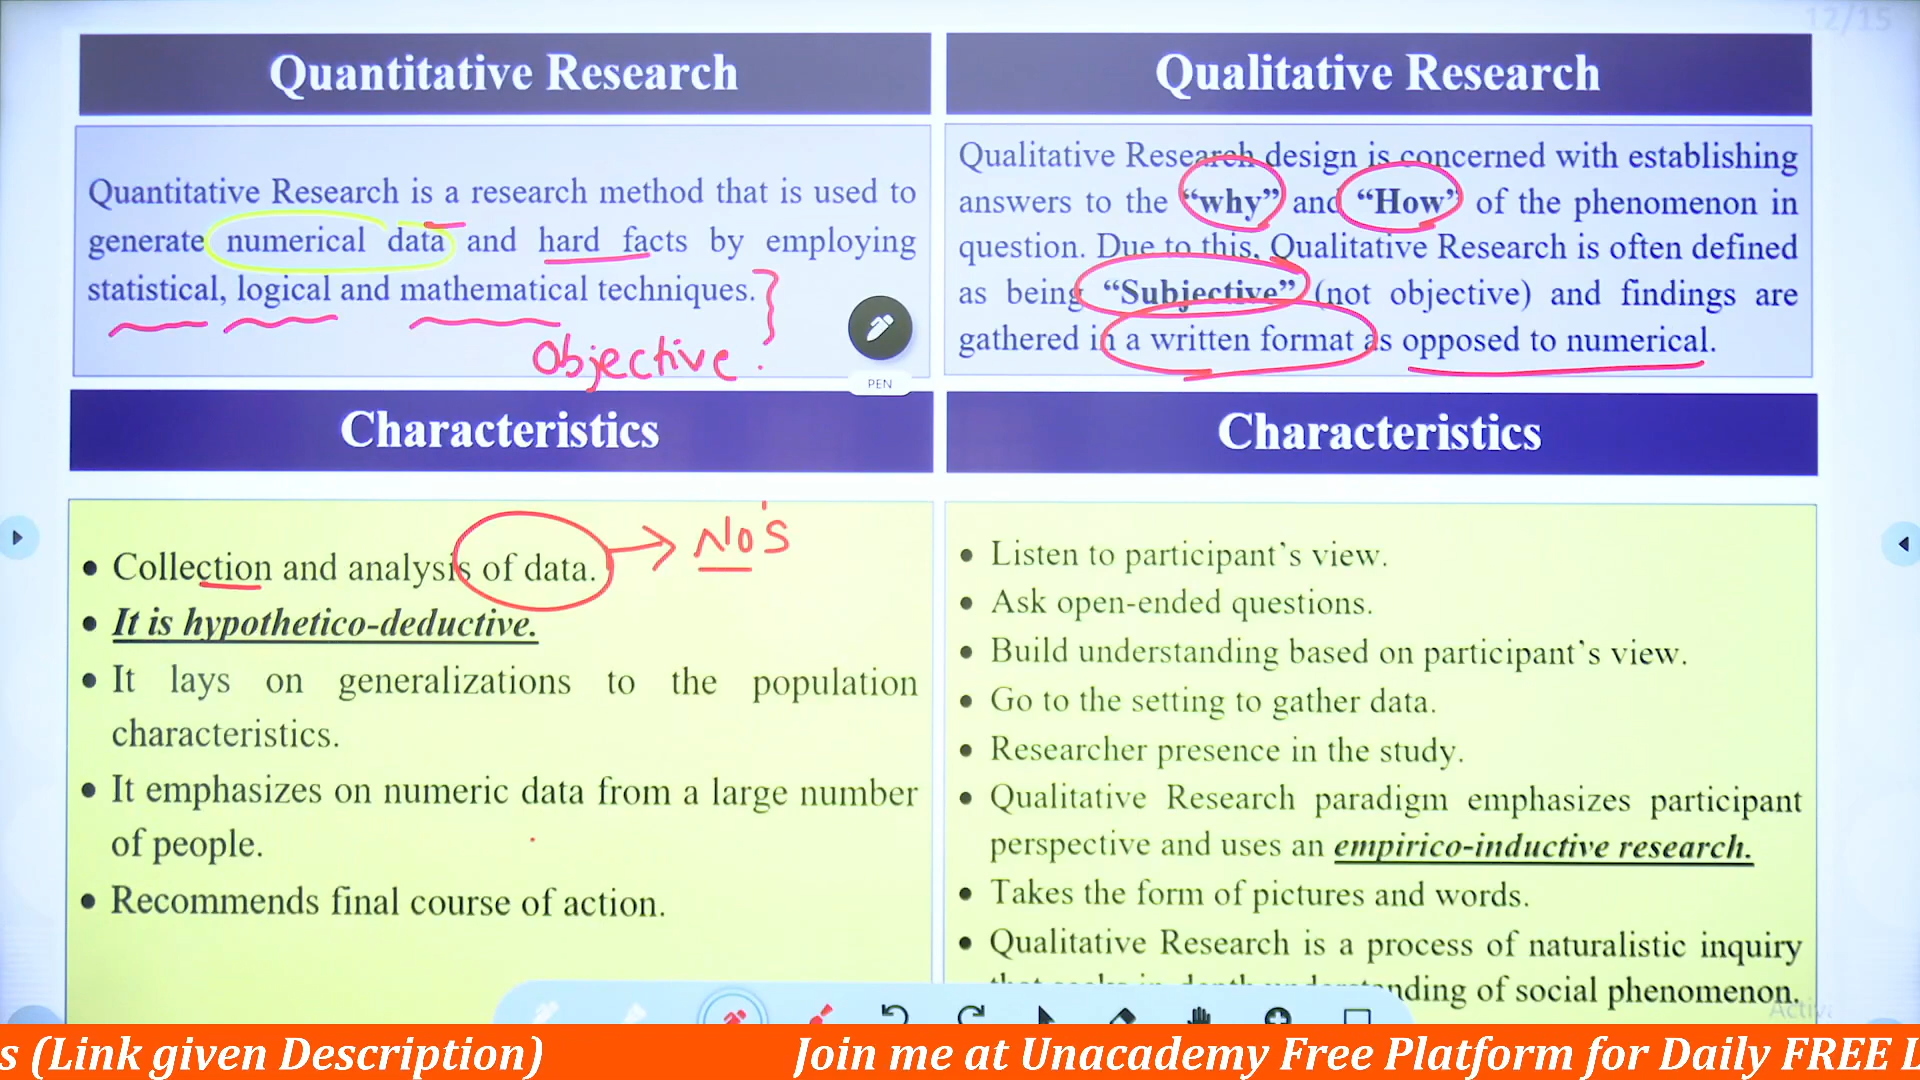 12/15
Quantitative Research
Quantitative Research is a research method that is used to
generate numerical data and hard facts by employing
statistical, logical and mathematical techniques.
Objective.
PEN
Qualitative Research
Qualitative Research design is concerned with establishing
answers to the “why” and “How” of the phenomenon in
question. Due to this, Qualitative Research is often defined
as being “Subjective” (not objective) and findings are
gathered in a written format as opposed to numerical.
Characteristics
• Collection and analysis of data.
No's
• It is hypothetico-deductive.
• It lays on generalizations to the population
characteristics.
• It emphasizes on numeric data from a large number
of people.
• Recommends final course of action.
Characteristics
• Listen to participant’s view.
• Ask open-ended questions.
• Build understanding based on participant’s view.
• Go to the setting to gather data.
• Researcher presence in the study.
• Qualitative Research paradigm emphasizes participant
perspective and uses an empirico-inductive research.
• Takes the form of pictures and words.
• Qualitative Research is a process of naturalistic inquiry
that seeks in-depth understanding of social phenomenon.
Activa
s (Link given Description) Join me at Unacademy Free Platform for Daily FREE L